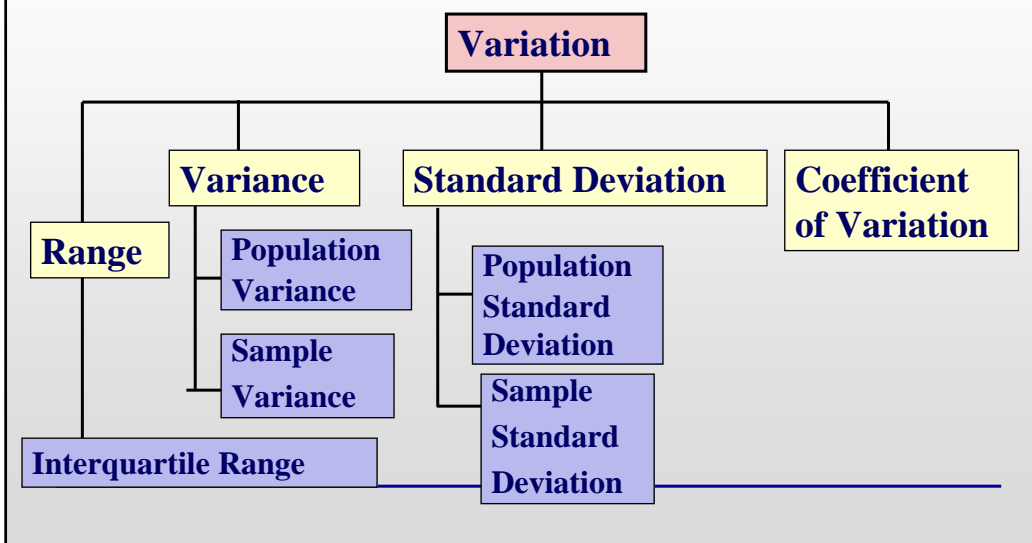 Variation
Variance
Standard Deviation
Coefficient
of Variation
Range
Population
Variance
Population
Standard
Deviation
Sample
Variance
Sample
Standard
Deviation
Interquartile Range